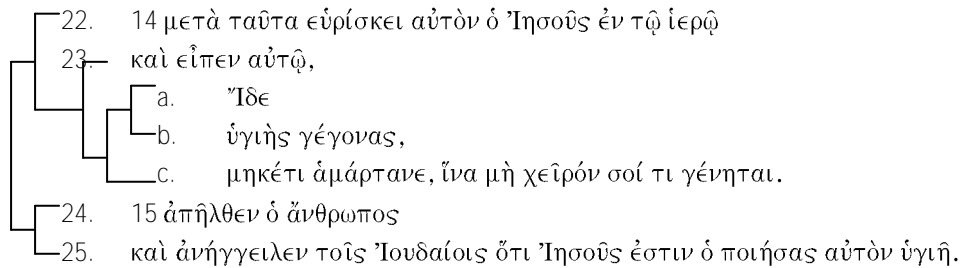 22. 14 μετὰ ταῦτα εὑρίσκει αὐτὸν ὁ Ἰησοῦς ἐν τῷ ἱερῷ
23. καὶ εἶπεν αὐτῷ,
a. Ἴδε
b. ὑγιὴς γέγονας,
c. μηκέτι ἁμάρτανε, ἵνα μὴ χεῖρόν σοί τι γένηται.
24. 15 ἀπῆλθεν ὁ ἄνθρωπος
25. καὶ ἀνήγγειλεν τοῖς Ἰουδαίοις ὅτι Ἰησοῦς ἐστιν ὁ ποιήσας αὐτὸν ὑγιῆ.